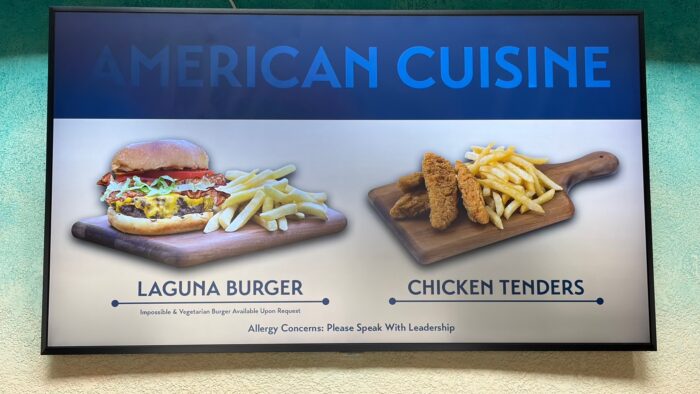 AMERICAN CUISINE
LAGUNA BURGER
Impossible & Vegetarian Burger Available Upon Request
CHICKEN TENDERS
Allergy Concerns: Please Speak With Leadership